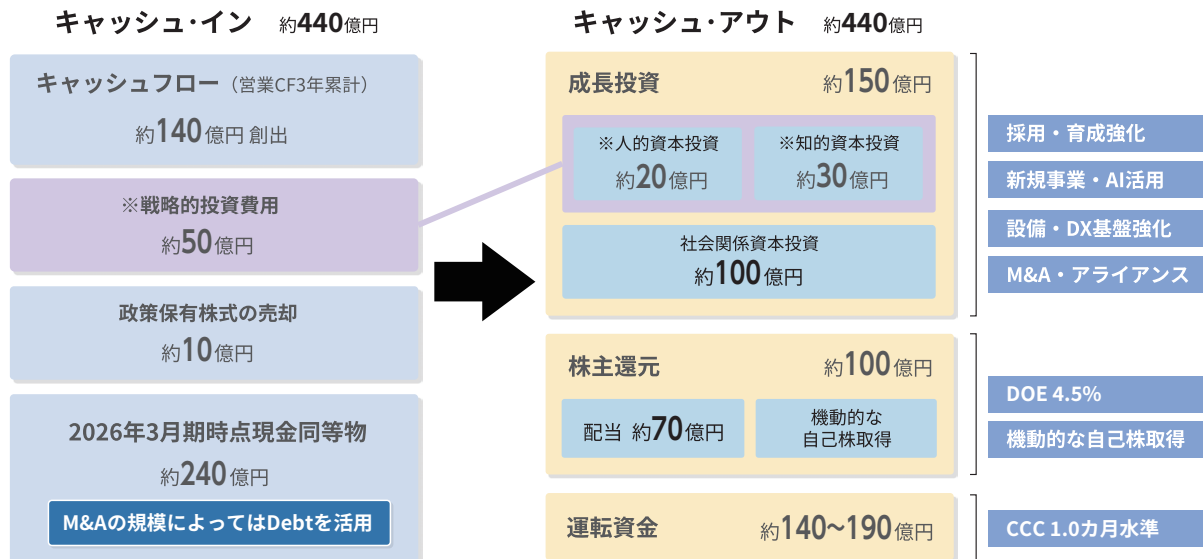 キャッシュ・イン 約440億円
キャッシュフロー（営業CF3年累計）
約140億円 創出
※戦略的投資費用
約50億円
政策保有株式の売却
約10億円
2026年3月期時点現金同等物
約240億円
M&Aの規模によってはDebtを活用
キャッシュ・アウト 約440億円
成長投資 約150億円
※人的資本投資
約20億円
※知的資本投資
約30億円
社会関係資本投資
約100億円
採用・育成強化
新規事業・AI活用
設備・DX基盤強化
M&A・アライアンス
株主還元 約100億円
配当 約70億円
機動的な
自己株取得
DOE 4.5%
機動的な自己株取得
運転資金 約140〜190億円
CCC 1.0カ月水準